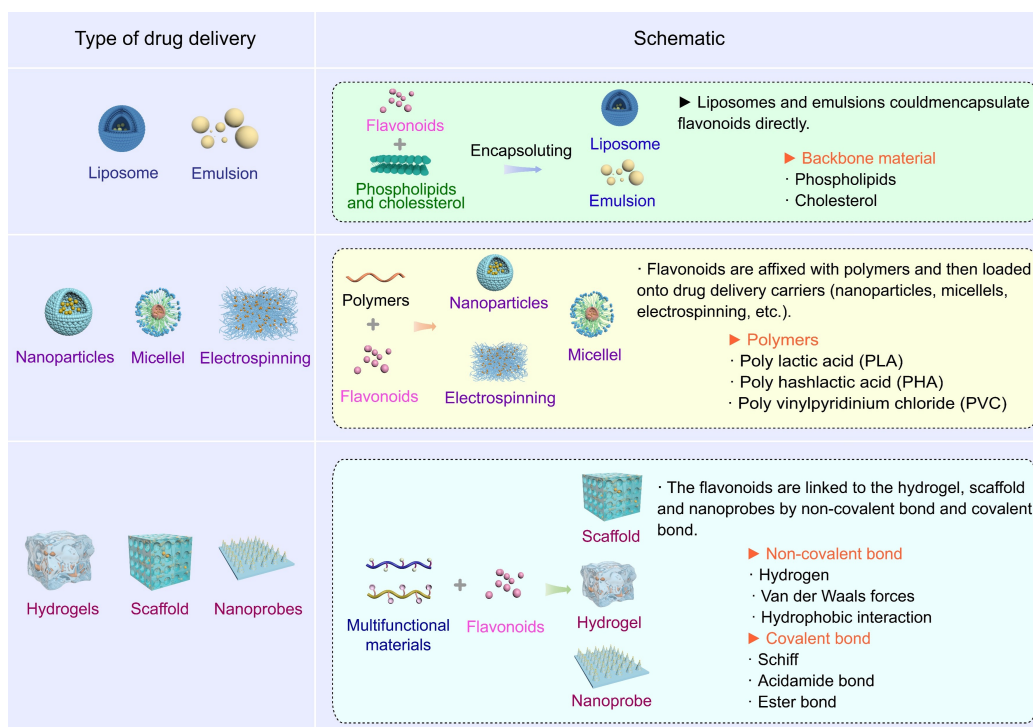 Type of drug delivery
Schematic
Liposome
Emulsion
Flavonoids
+
Phospholipids
and cholessterol
Encapsoluting
Liposome
Emulsion
► Liposomes and emulsions couldmencapsulate
flavonoids directly.
► Backbone material
· Phospholipids
· Cholesterol
Nanoparticles
Micellel
Electrospinning
Polymers
+
Flavonoids
Nanoparticles
Electrospinning
Micellel
· Flavonoids are affixed with polymers and then loaded
onto drug delivery carriers (nanoparticles, micellels,
electrospinning, etc.).
► Polymers
· Poly lactic acid (PLA)
· Poly hashlactic acid (PHA)
· Poly vinylpyridinium chloride (PVC)
Hydrogels
Scaffold
Nanoprobes
Multifunctional
materials
+
Flavonoids
Scaffold
Hydrogel
Nanoprobe
· The flavonoids are linked to the hydrogel, scaffold
and nanoprobes by non-covalent bond and covalent
bond.
► Non-covalent bond
· Hydrogen
· Van der Waals forces
· Hydrophobic interaction
► Covalent bond
· Schiff
· Acidamide bond
· Ester bond